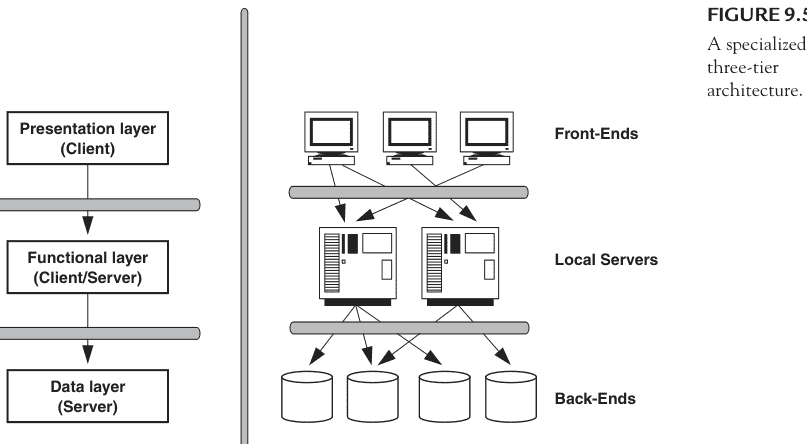 FIGURE 9.5
A specialized
three-tier
architecture.
Presentation layer
(Client)
Functional layer
(Client/Server)
Data layer
(Server)
Front-Ends
Local Servers
Back-Ends